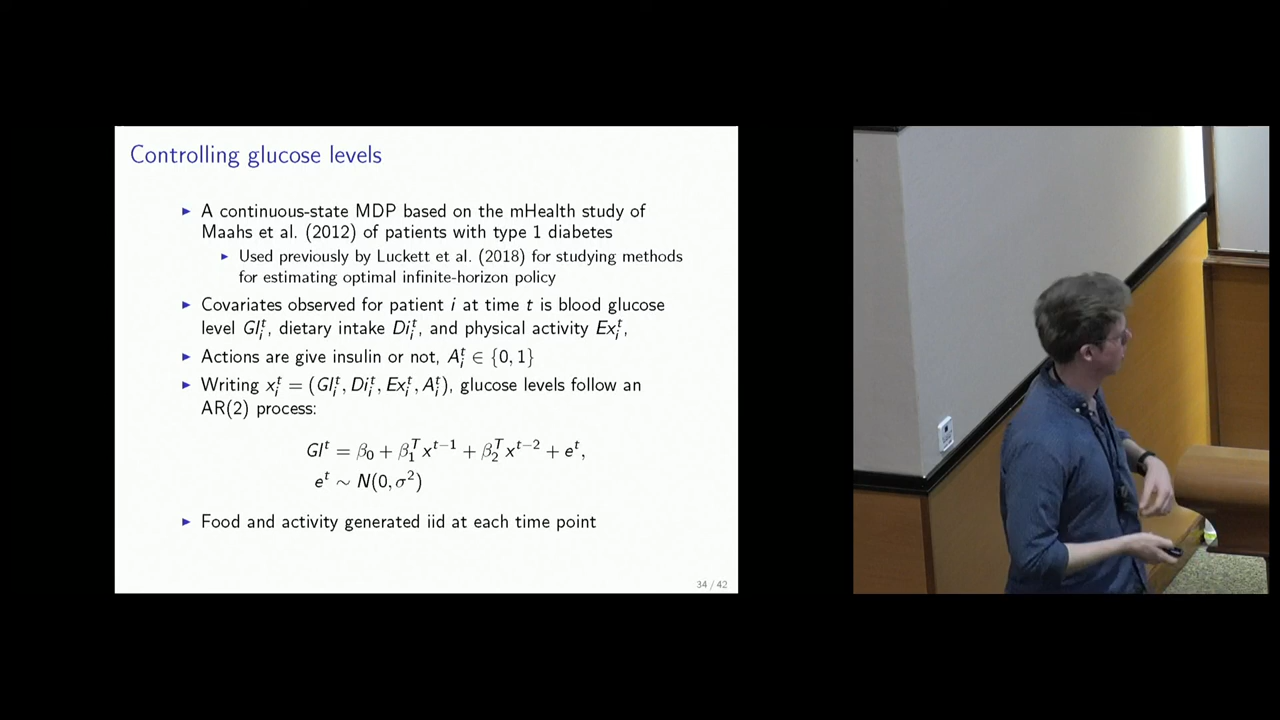 Controlling glucose levels
▶ A continuous-state MDP based on the mHealth study of
Maahs et al. (2012) of patients with type 1 diabetes
▶ Used previously by Luckett et al. (2018) for studying methods
for estimating optimal infinite-horizon policy
▶ Covariates observed for patient i at time t is blood glucose
level Gl_i^t, dietary intake Di_i^t, and physical activity Ex_i^t,
▶ Actions are give insulin or not, A_i^t ∈ {0, 1}
▶ Writing x_i^t = (Gl_i^t, Di_i^t, Ex_i^t, A_i^t), glucose levels follow an
AR(2) process:
Gl^t = β_0 + β_1^T x^{t−1} + β_2^T x^{t−2} + e^t,
e^t ∼ N(0, σ^2)
▶ Food and activity generated iid at each time point
34 / 42